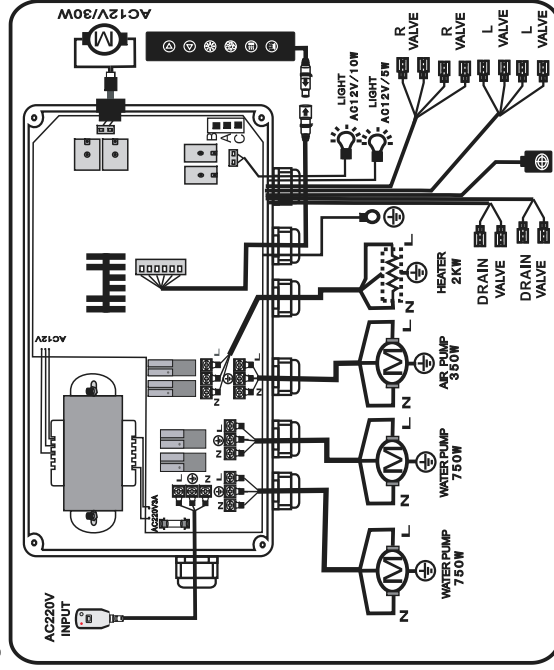 AC12V/30W
M
R
VALVE
R
VALVE
L
VALVE
L
VALVE
LIGHT
AC12V/10W
LIGHT
AC12V/5W
B
A
C
DRAIN
VALVE
DRAIN
VALVE
HEATER
2KW
L
N
AIR PUMP
350W
M
L
N
WATER PUMP
750W
M
L
N
WATER PUMP
750W
M
L
N
AC12V
AC220V3A
L
N
L
N
L
N
L
N
L
N
AC220V
INPUT